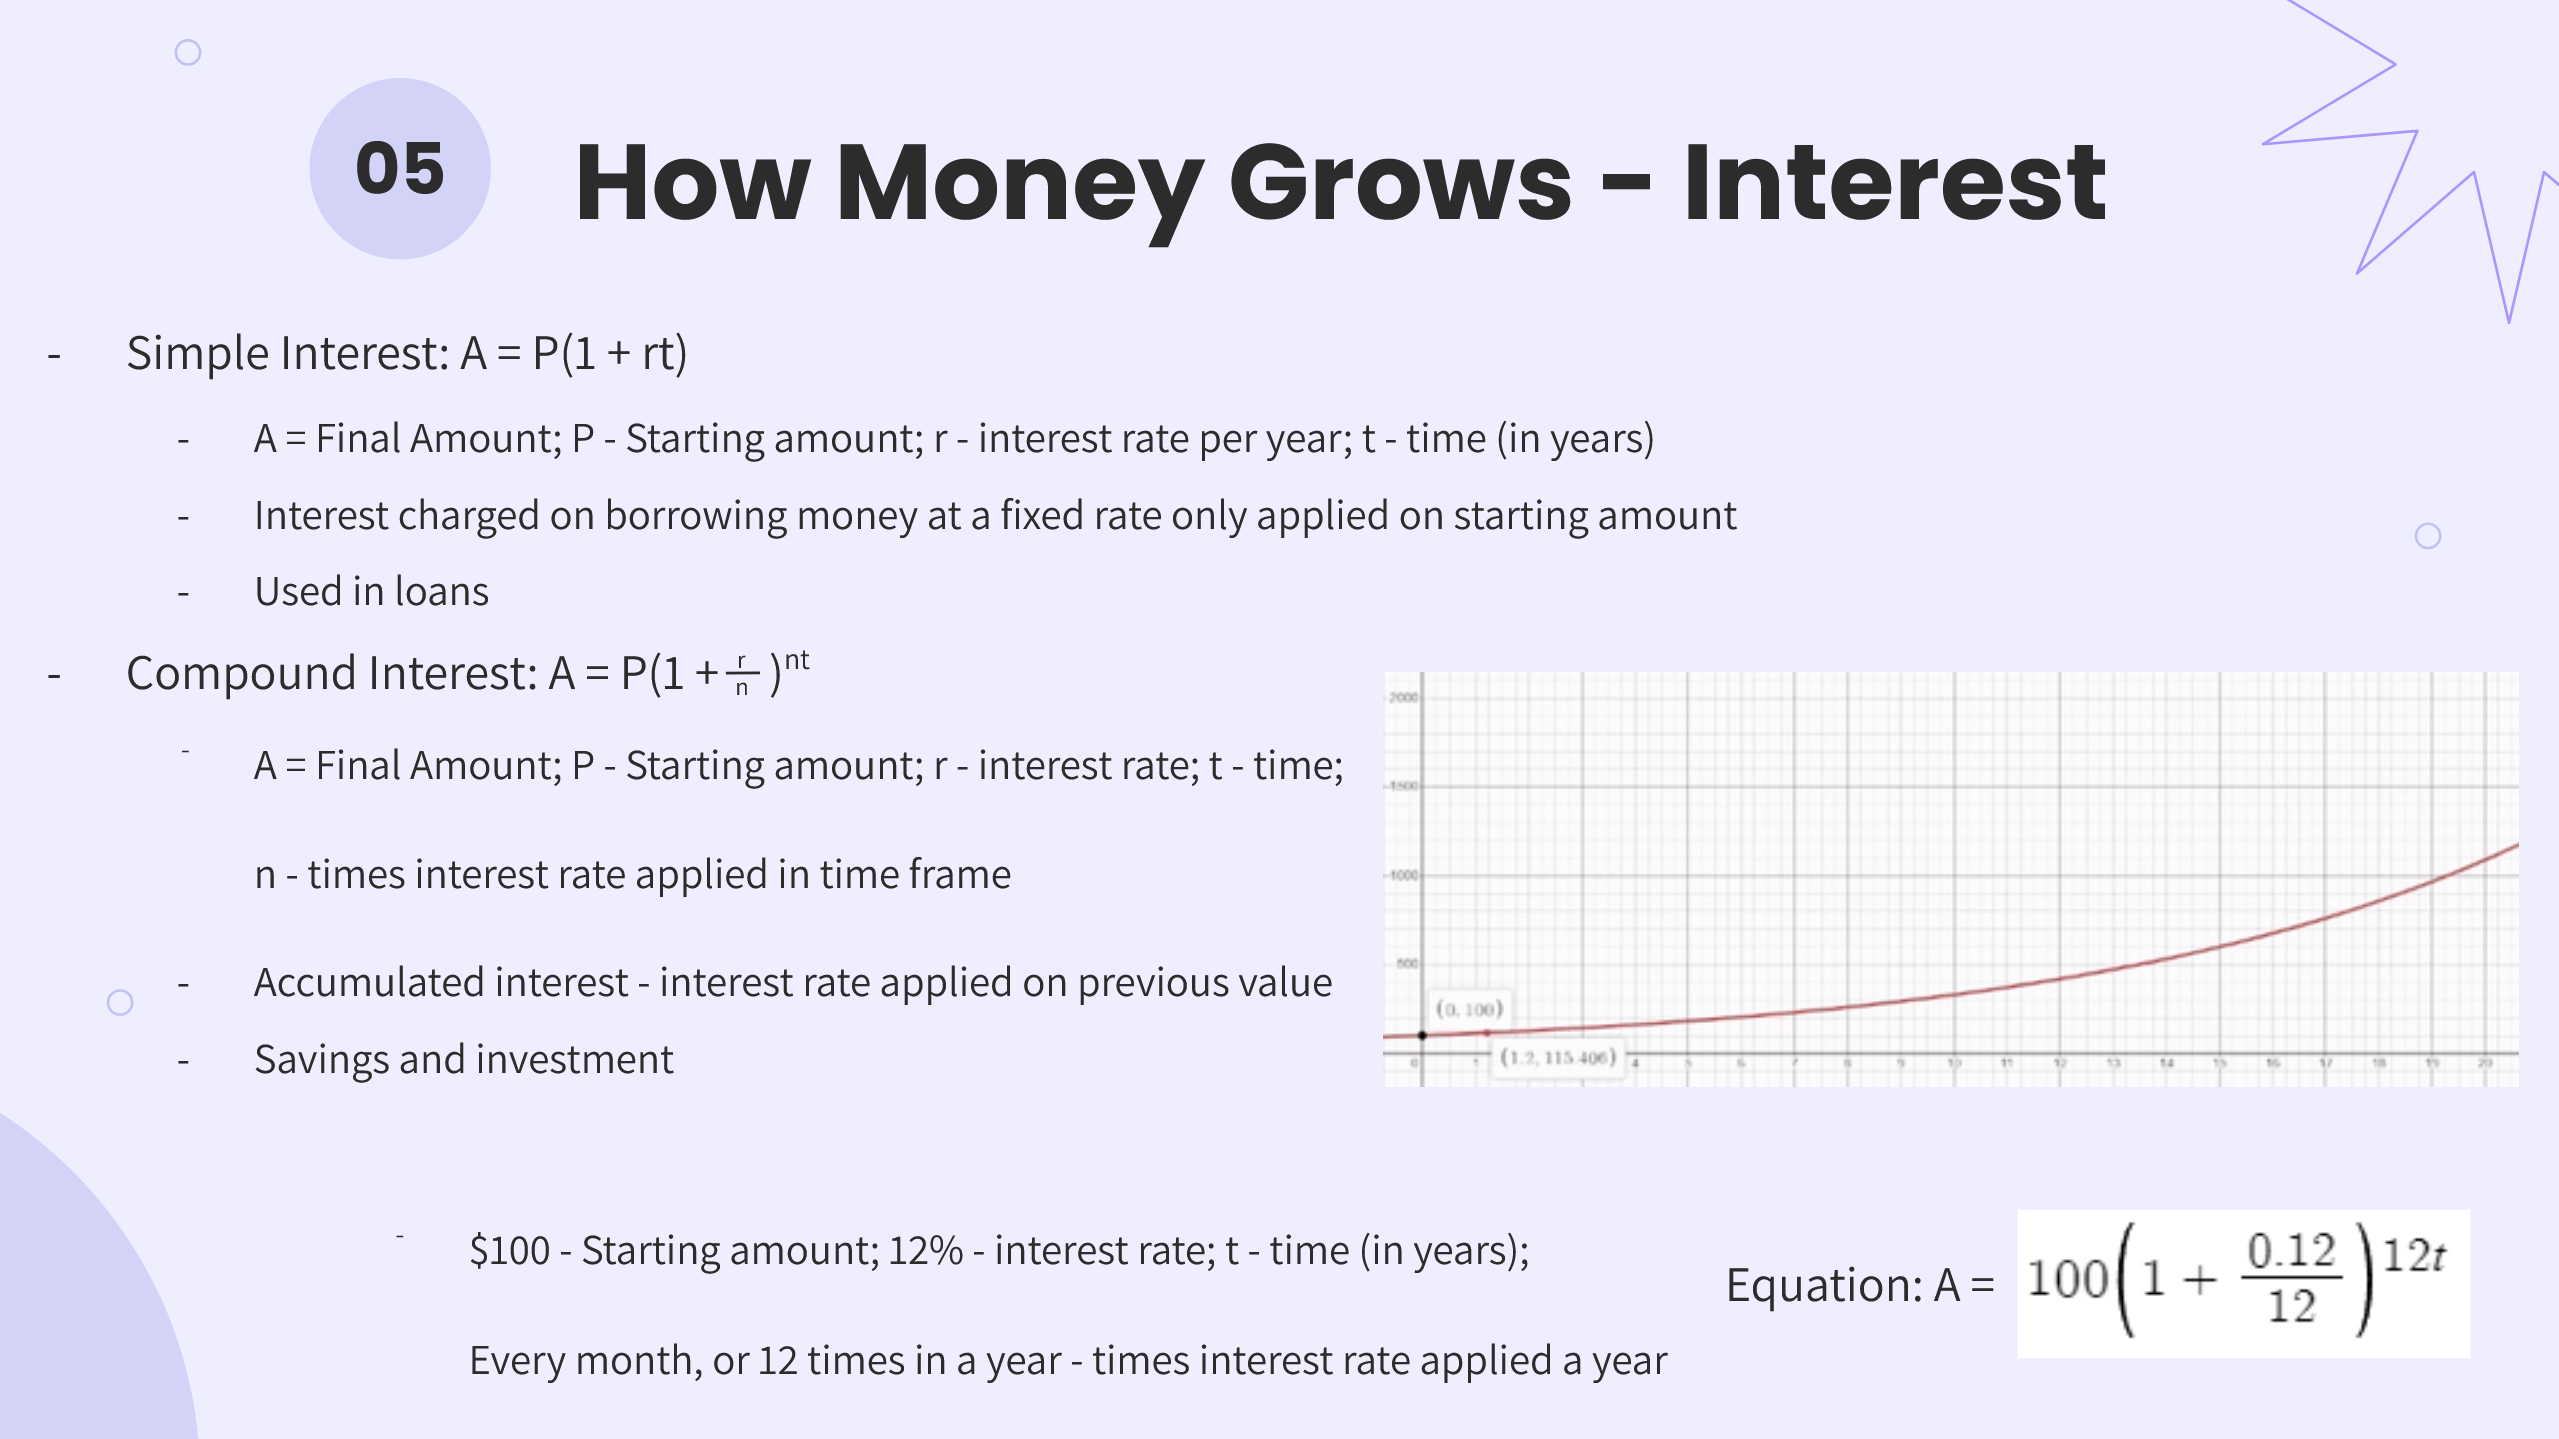 05
How Money Grows - Interest
- Simple Interest: A = P(1 + rt)
- A = Final Amount; P - Starting amount; r - interest rate per year; t - time (in years)
- Interest charged on borrowing money at a fixed rate only applied on starting amount
- Used in loans
- Compound Interest: A = P(1 + r/n)^nt
- A = Final Amount; P - Starting amount; r - interest rate; t - time;
n - times interest rate applied in time frame
- Accumulated interest - interest rate applied on previous value
- Savings and investment
2000
1500
1000
500
(0, 100)
(1.2, 115.406)
0 1 4 5 6 7 8 9 10 11 12 13 14 15 16 17 18 19 20
- $100 - Starting amount; 12% - interest rate; t - time (in years);
Every month, or 12 times in a year - times interest rate applied a year
Equation: A = 100(1 + 0.12/12)^12t